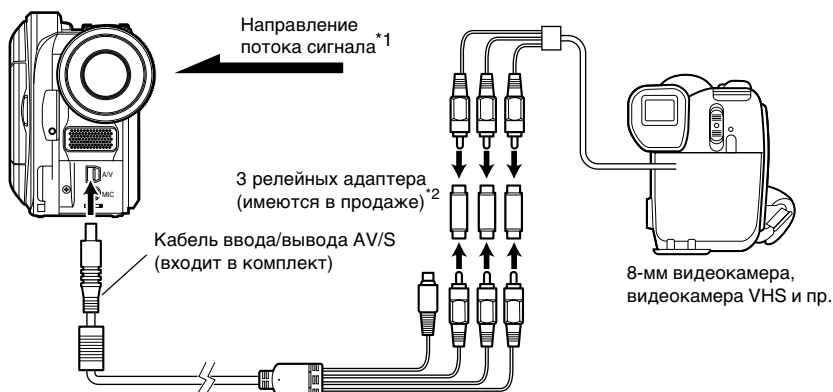 Направление
потока сигнала*1
A/V
MIC
3 релейных адаптера
(имеются в продаже)*2
Кабель ввода/вывода AV/S
(входит в комплект)
8-мм видеокамера,
видеокамера VHS и пр.